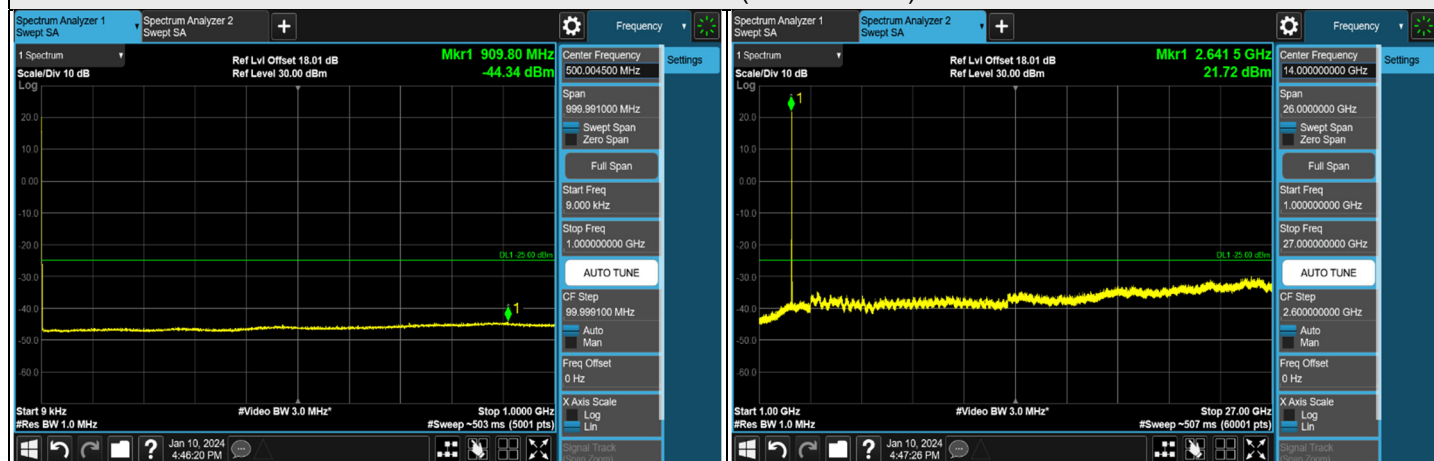 Spectrum Analyzer 1
Swept SA
Spectrum Analyzer 2
Swept SA
+
Frequency
1 Spectrum
Scale/Div 10 dB
Log
Ref Lvl Offset 18.01 dB
Ref Level 30.00 dBm
Mkr1 909.80 MHz
-44.34 dBm
1
20.0
10.0
0.00
-10.0
-20.0
-30.0
-40.0
-50.0
-60.0
DL1 -25.00 dBm
Start 9 kHz
#Res BW 1.0 MHz
#Video BW 3.0 MHz*
Stop 1.0000 GHz
#Sweep ~503 ms (5001 pts)
Center Frequency
500.004500 MHz
Settings
Span
999.991000 MHz
Swept Span
Zero Span
Full Span
Start Freq
9.000 kHz
Stop Freq
1.000000000 GHz
AUTO TUNE
CF Step
99.999100 MHz
Auto
Man
Freq Offset
0 Hz
X Axis Scale
Log
Lin
Signal Track
(Span Zoom)
?
Jan 10, 2024
4:46:20 PM
Spectrum Analyzer 1
Swept SA
Spectrum Analyzer 2
Swept SA
+
Frequency
1 Spectrum
Scale/Div 10 dB
Log
Ref Lvl Offset 18.01 dB
Ref Level 30.00 dBm
Mkr1 2.641 5 GHz
21.72 dBm
1
20.0
10.0
0.00
-10.0
-20.0
-30.0
-40.0
-50.0
-60.0
DL1 -25.00 dBm
Start 1.00 GHz
#Res BW 1.0 MHz
#Video BW 3.0 MHz*
Stop 27.00 GHz
#Sweep ~507 ms (60001 pts)
Center Frequency
14.000000000 GHz
Settings
Span
26.0000000 GHz
Swept Span
Zero Span
Full Span
Start Freq
1.000000000 GHz
Stop Freq
27.000000000 GHz
AUTO TUNE
CF Step
2.600000000 GHz
Auto
Man
Freq Offset
0 Hz
X Axis Scale
Log
Lin
Signal Track
(Span Zoom)
?
Jan 10, 2024
4:47:26 PM